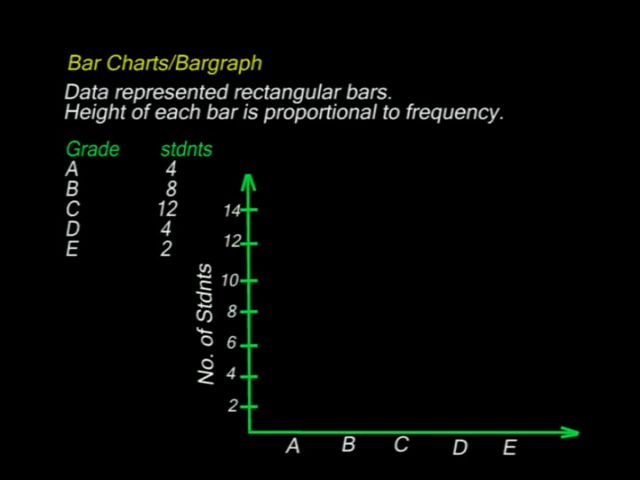 Bar Charts/Bargraph
Data represented rectangular bars.
Height of each bar is proportional to frequency.
Grade stdnts
A 4
B 8
C 12
D 4
E 2
14
12
10
8
6
4
2
No. of Stdnts
A B C D E